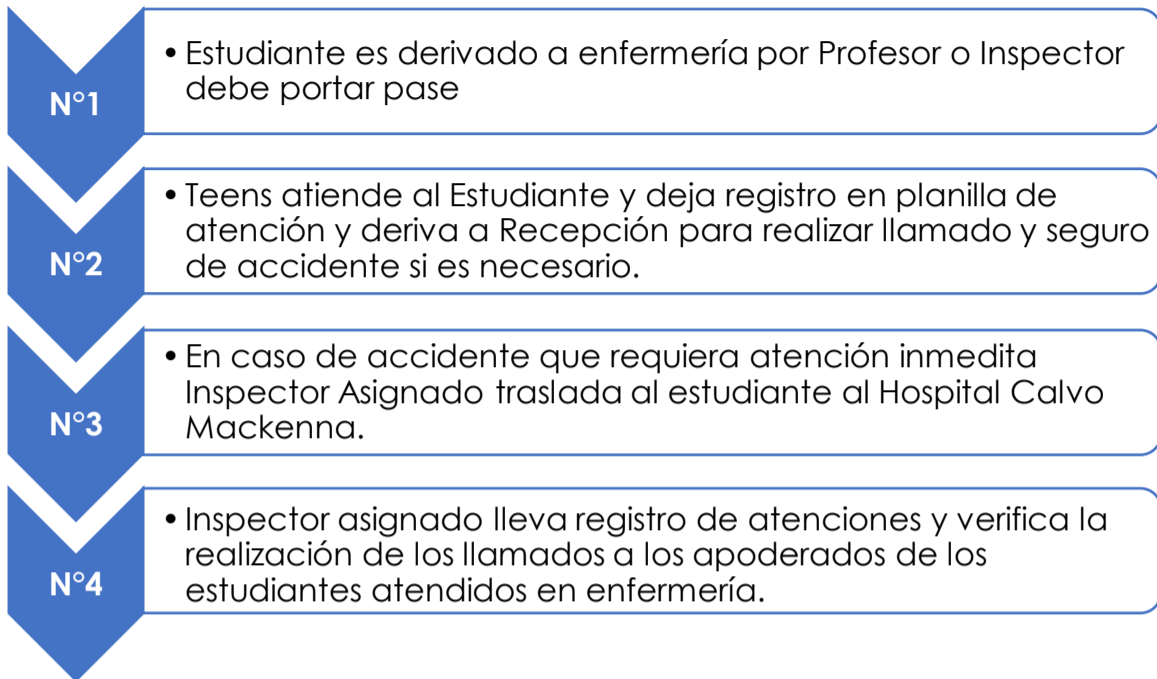 N°1
• Estudiante es derivado a enfermería por Profesor o Inspector
debe portar pase
N°2
• Teens atiende al Estudiante y deja registro en planilla de
atención y deriva a Recepción para realizar llamado y seguro
de accidente si es necesario.
N°3
• En caso de accidente que requiera atención inmedita
Inspector Asignado traslada al estudiante al Hospital Calvo
Mackenna.
N°4
• Inspector asignado lleva registro de atenciones y verifica la
realización de los llamados a los apoderados de los
estudiantes atendidos en enfermería.